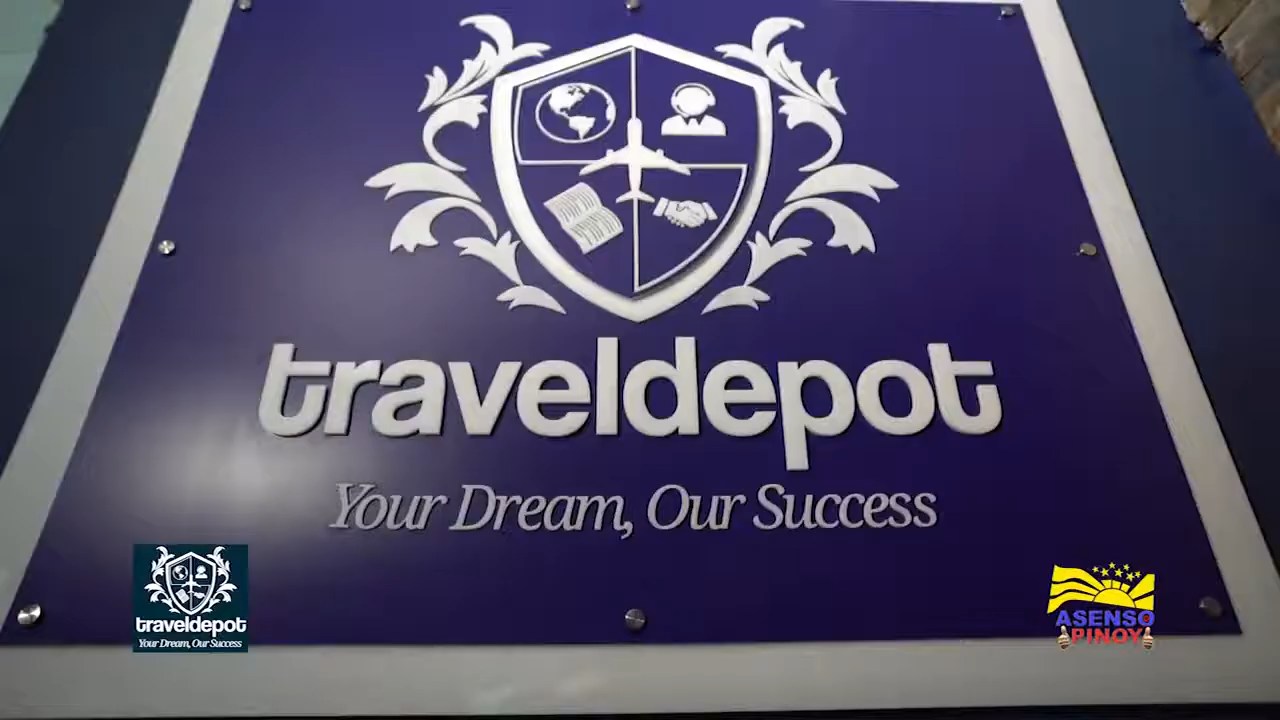 traveldepot
Your Dream, Our Success
traveldepot
Your Dream, Our Success
ASENSO
PINOY